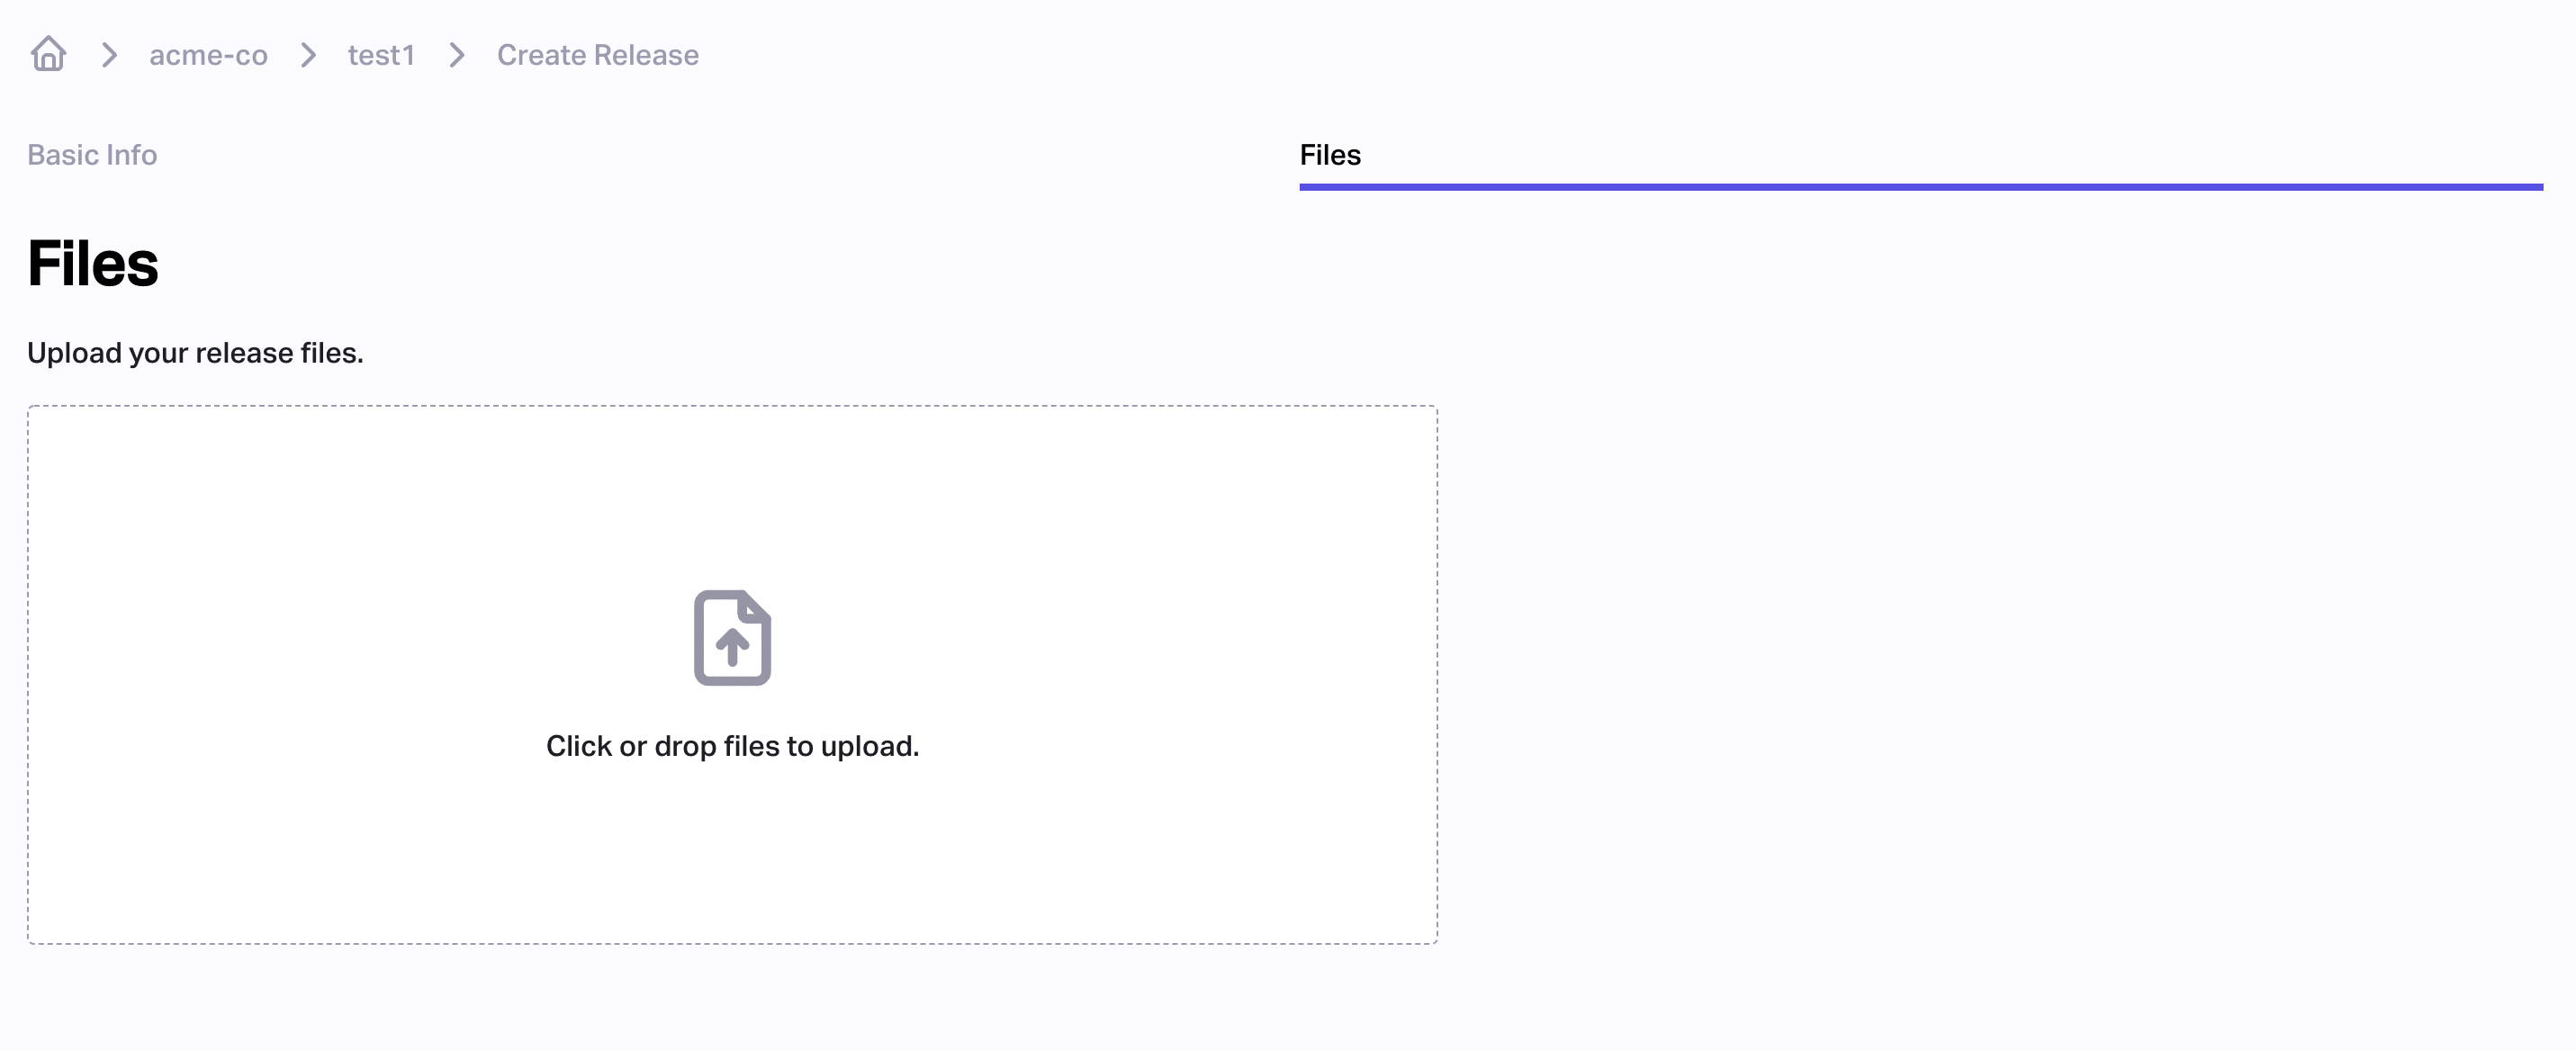 acme-co test1 Create Release
Basic Info Files
Files
Upload your release files.
Click or drop files to upload.